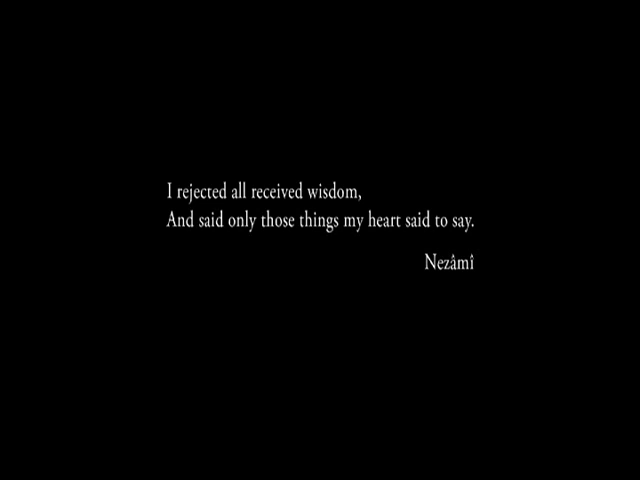 I rejected all received wisdom,
And said only those things my heart said to say.
Nezâmî